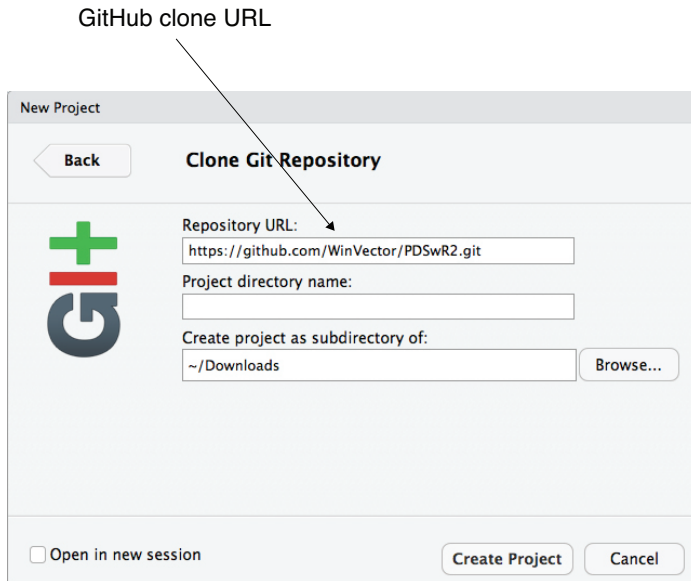 GitHub clone URL
New Project
Back
Clone Git Repository
GIt
Repository URL:
https://github.com/WinVector/PDSwR2.git
Project directory name:
Create project as subdirectory of:
~/Downloads
Browse...
Open in new session
Create Project
Cancel